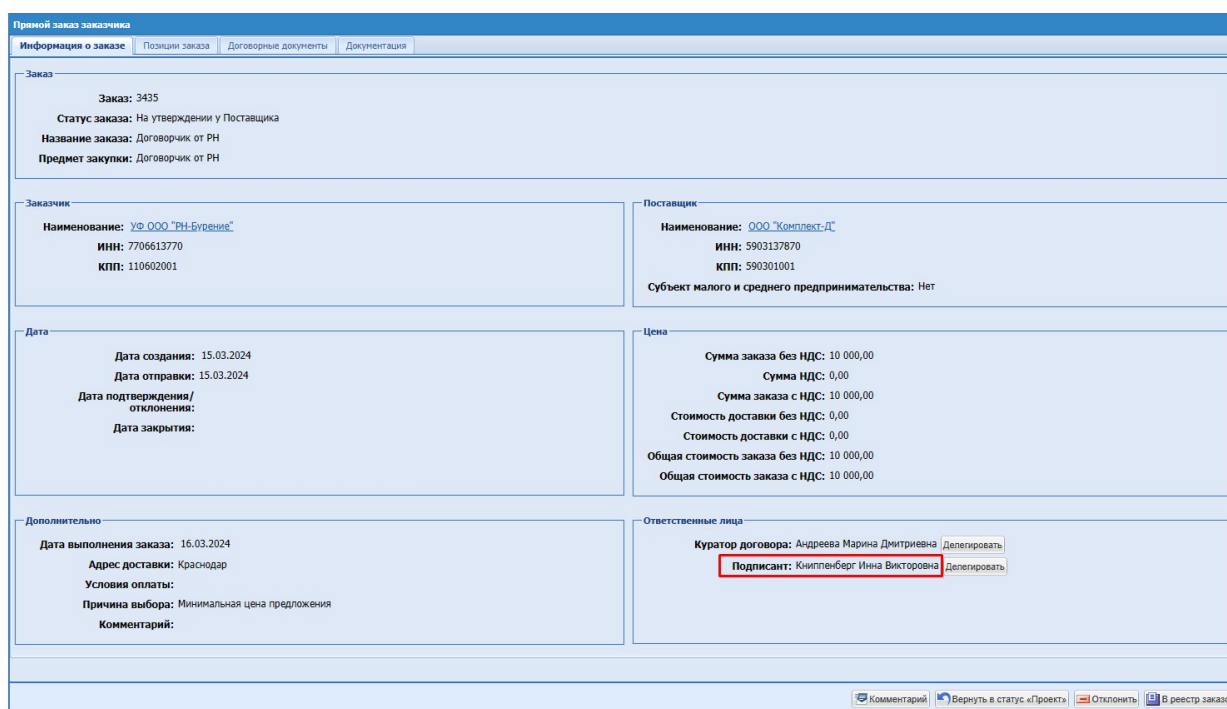 Прямой заказ заказчика
Информация о заказе Позиции заказа Договорные документы Документация
Заказ
Заказ: 3435
Статус заказа: На утверждении у Поставщика
Название заказа: Договорчик от РН
Предмет закупки: Договорчик от РН
Заказчик
Наименование: УФ ООО "РН-Бурение"
ИНН: 7706613770
КПП: 110602001
Поставщик
Наименование: ООО "Комплект-Д"
ИНН: 5903137870
КПП: 590301001
Субъект малого и среднего предпринимательства: Нет
Дата
Дата создания: 15.03.2024
Дата отправки: 15.03.2024
Дата подтверждения/
отклонения:
Дата закрытия:
Цена
Сумма заказа без НДС: 10 000,00
Сумма НДС: 0,00
Сумма заказа с НДС: 10 000,00
Стоимость доставки без НДС: 0,00
Стоимость доставки с НДС: 0,00
Общая стоимость заказа без НДС: 10 000,00
Общая стоимость заказа с НДС: 10 000,00
Дополнительно
Дата выполнения заказа: 16.03.2024
Адрес доставки: Краснодар
Условия оплаты:
Причина выбора: Минимальная цена предложения
Комментарий:
Ответственные лица
Куратор договора: Андреева Марина Дмитриевна Делегировать
Подписант: Книппенберг Инна Викторовна Делегировать
Комментарий Вернуть в статус «Проект» Отклонить В реестр заказо